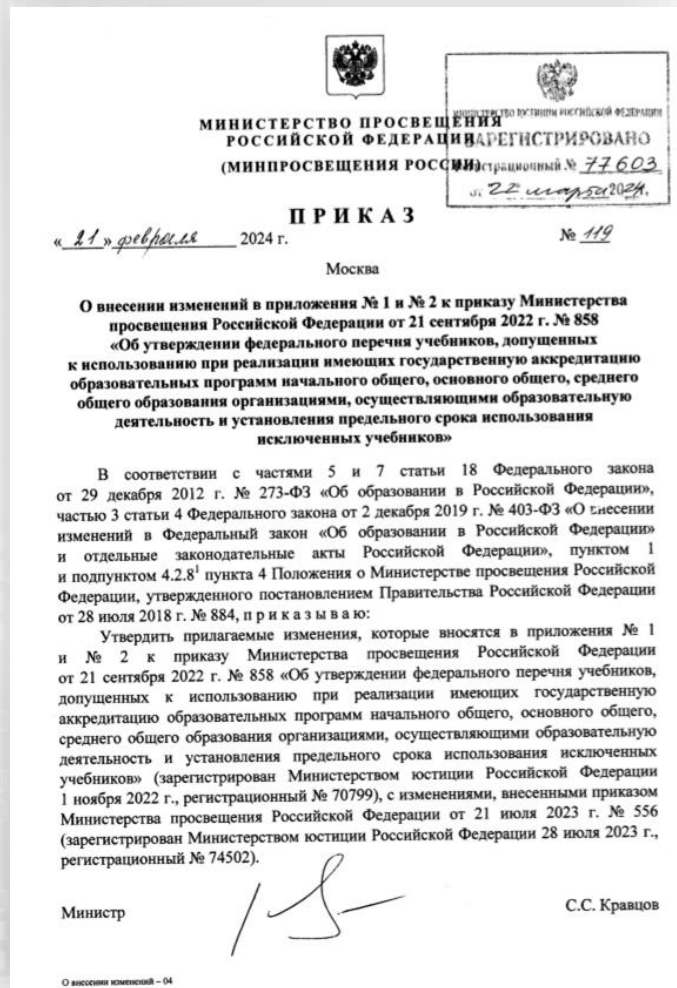 МИНИСТЕРСТВО ПРОСВЕЩЕНИЯ
РОССИЙСКОЙ ФЕДЕРАЦИИ
(МИНПРОСВЕЩЕНИЯ РОССИИ)
МИНИСТЕРСТВО ЮСТИЦИИ РОССИЙСКОЙ ФЕДЕРАЦИИ
ЗАРЕГИСТРИРОВАНО
Регистрационный № 77603
от 22 марта 2024.
ПРИКАЗ
« 21 » февраля 2024 г.
№ 119
Москва
О внесении изменений в приложения № 1 и № 2 к приказу Министерства
просвещения Российской Федерации от 21 сентября 2022 г. № 858
«Об утверждении федерального перечня учебников, допущенных
к использованию при реализации имеющих государственную аккредитацию
образовательных программ начального общего, основного общего, среднего
общего образования организациями, осуществляющими образовательную
деятельность и установления предельного срока использования
исключенных учебников»
В соответствии с частями 5 и 7 статьи 18 Федерального закона
от 29 декабря 2012 г. № 273-ФЗ «Об образовании в Российской Федерации»,
частью 3 статьи 4 Федерального закона от 2 декабря 2019 г. № 403-ФЗ «О внесении
изменений в Федеральный закон «Об образовании в Российской Федерации»
и отдельные законодательные акты Российской Федерации», пунктом 1
и подпунктом 4.2.8¹ пункта 4 Положения о Министерстве просвещения Российской
Федерации, утвержденного постановлением Правительства Российской Федерации
от 28 июля 2018 г. № 884, п р и к а з ы в а ю:
Утвердить прилагаемые изменения, которые вносятся в приложения № 1
и № 2 к приказу Министерства просвещения Российской Федерации
от 21 сентября 2022 г. № 858 «Об утверждении федерального перечня учебников,
допущенных к использованию при реализации имеющих государственную
аккредитацию образовательных программ начального общего, основного общего,
среднего общего образования организациями, осуществляющими образовательную
деятельность и установления предельного срока использования исключенных
учебников» (зарегистрирован Министерством юстиции Российской Федерации
1 ноября 2022 г., регистрационный № 70799), с изменениями, внесенными приказом
Министерства просвещения Российской Федерации от 21 июля 2023 г. № 556
(зарегистрирован Министерством юстиции Российской Федерации 28 июля 2023 г.,
регистрационный № 74502).
Министр
С.С. Кравцов
О внесении изменений – 04